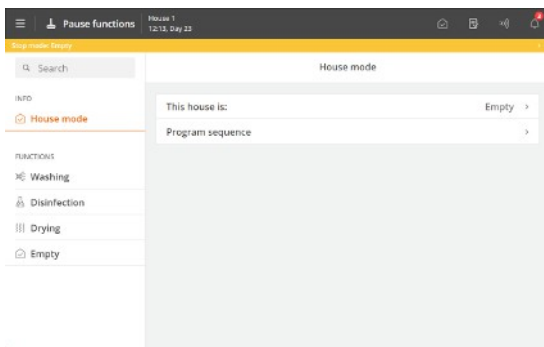 Pause functions
House 1
12:13, Day 23
Stop mode: Empty
Search
House mode
INFO
House mode
This house is:
Empty
Program sequence
FUNCTIONS
Washing
Disinfection
Drying
Empty